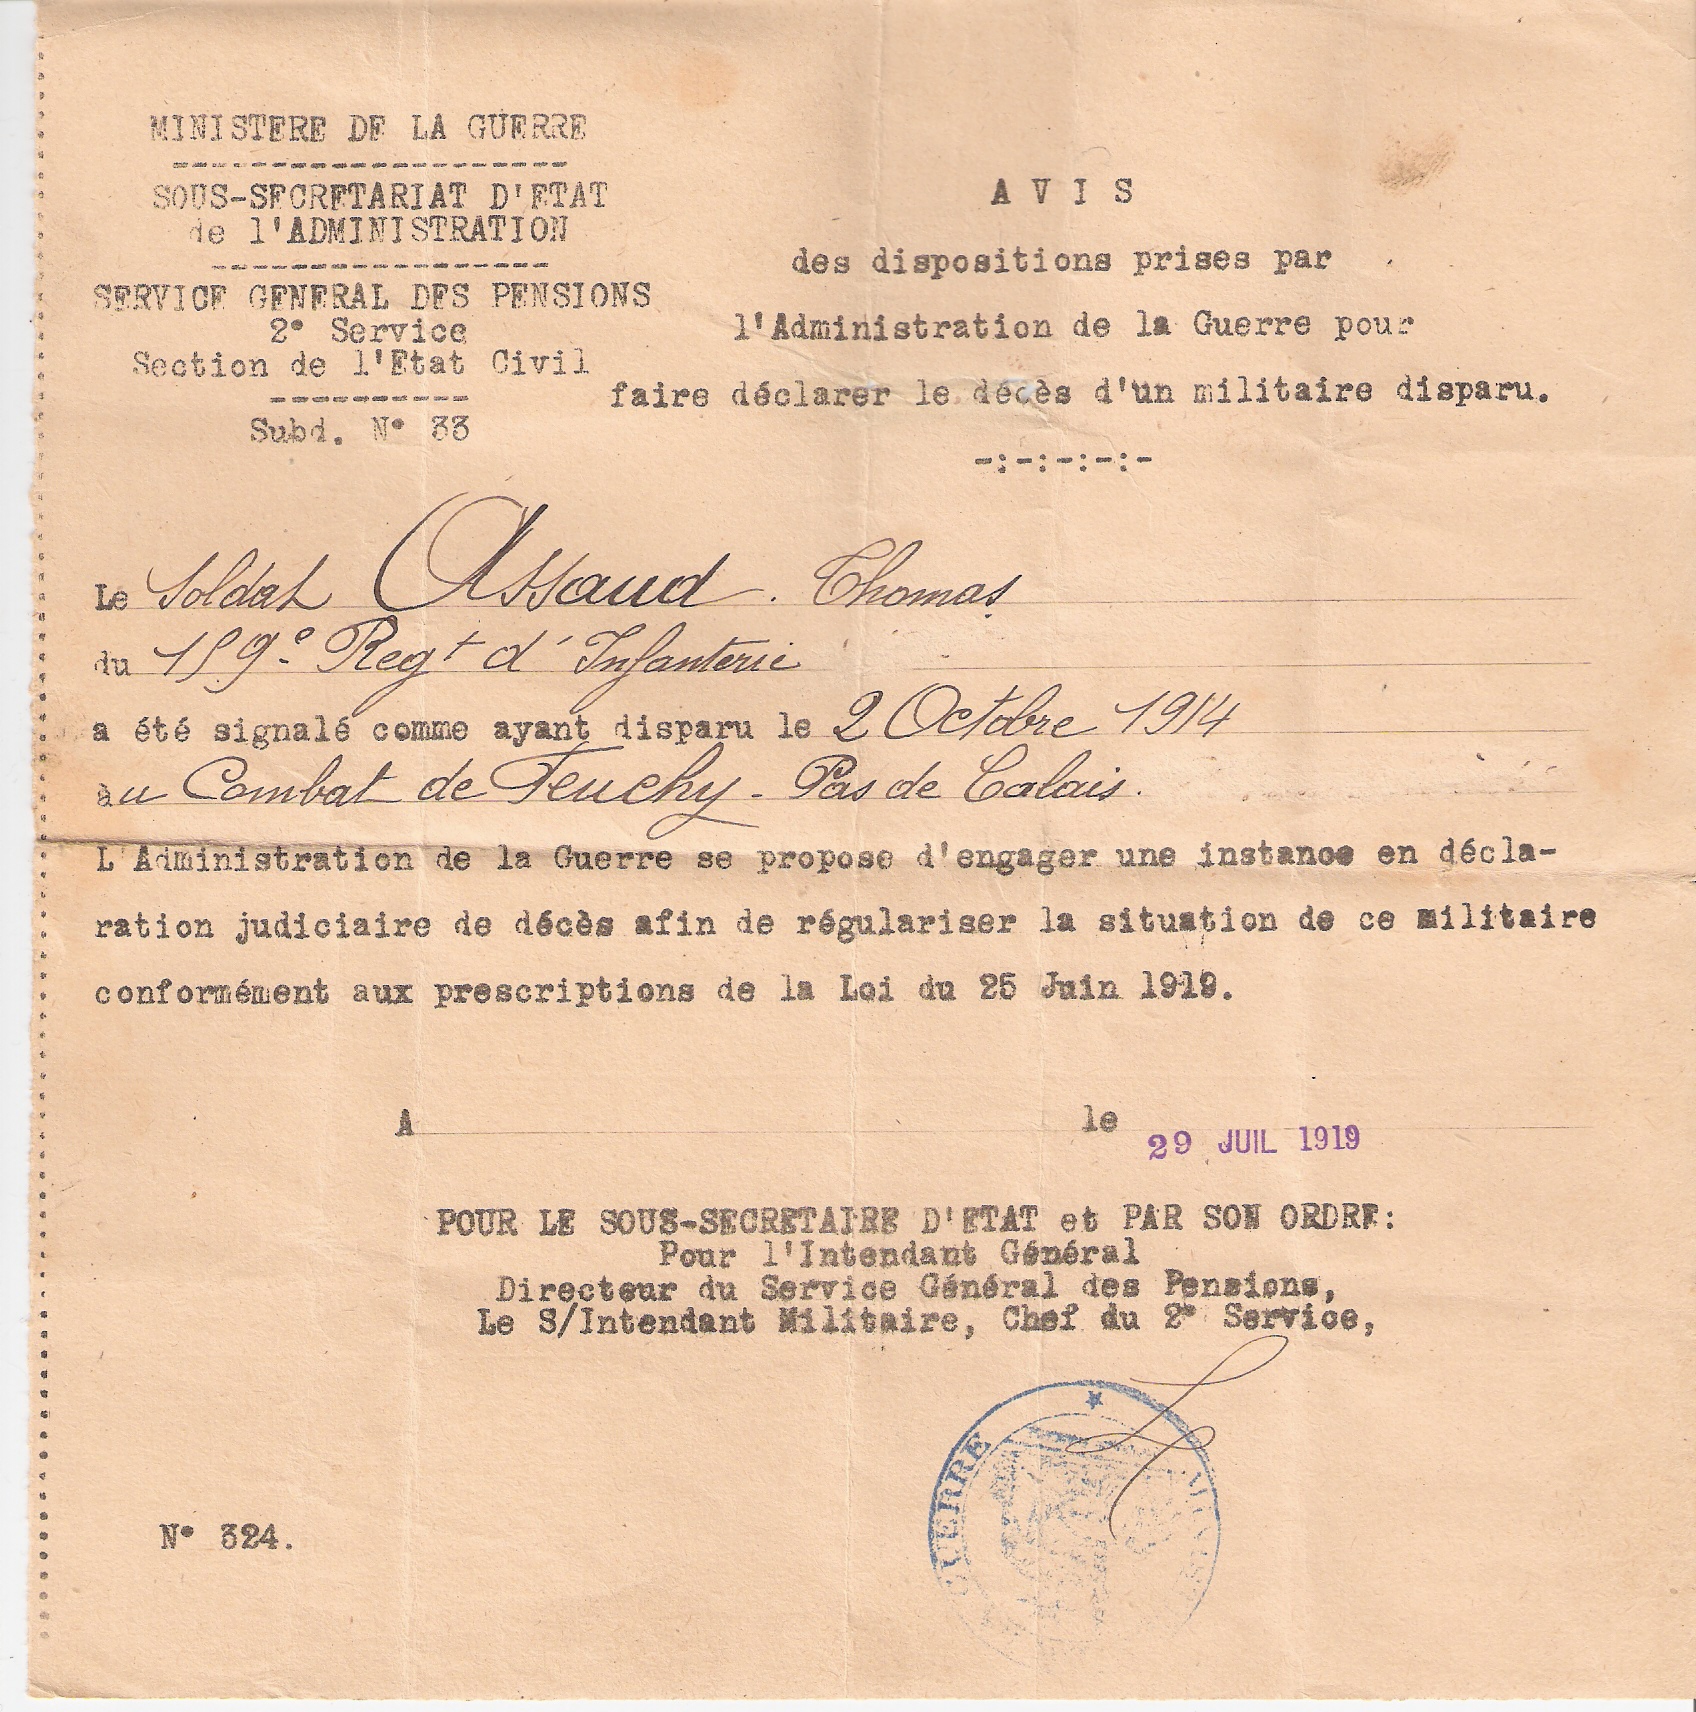 MINISTERE DE LA GUERRE
SOUS-SECRETARIAT D'ETAT
de l'ADMINISTRATION
SERVICE GENERAL DES PENSIONS
2° Service
Section de l'Etat Civil
Subd. N° 33
A V I S
des dispositions prises par
l'Administration de la Guerre pour
faire déclarer le décès d'un militaire disparu.
-:-:-:-:-
Le Soldat Assaud. Thomas
du 159e Regt d'Infanterie
a été signalé comme ayant disparu le 2 Octobre 1914
àu Combat de Feuchy - Pas de Calais.
L'Administration de la Guerre se propose d'engager une instance en décla-
ration judiciaire de décès afin de régulariser la situation de ce militaire
conformément aux prescriptions de la Loi du 25 Juin 1919.
A le 29 JUIL 1919
POUR LE SOUS-SECRETAIRE D'ETAT et PAR SON ORDRE:
Pour l'Intendant Général
Directeur du Service Général des Pensions,
Le S/Intendant Militaire, Chef du 2° Service,
GUERRE
N° 324.